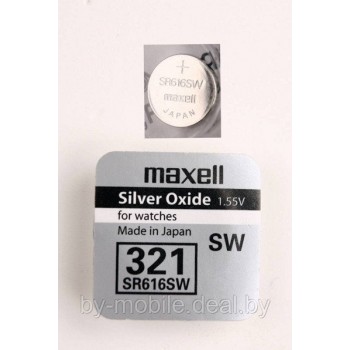 +
SR616SW
maxell
JAPAN
maxell
Silver Oxide 1.55V
for watches
Made in Japan
SW
321
SR616SW
by-mobile.deal.by